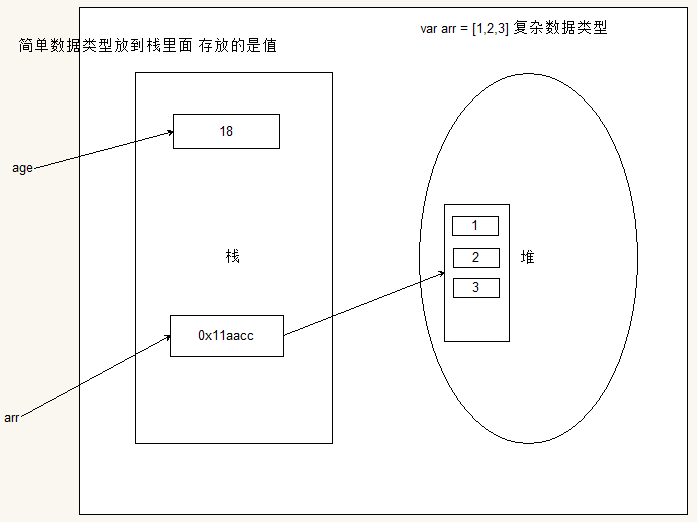 var arr = [1,2,3] 复杂数据类型
简单数据类型放到栈里面 存放的是值
18
age
1
栈
2
堆
3
0x11aacc
arr